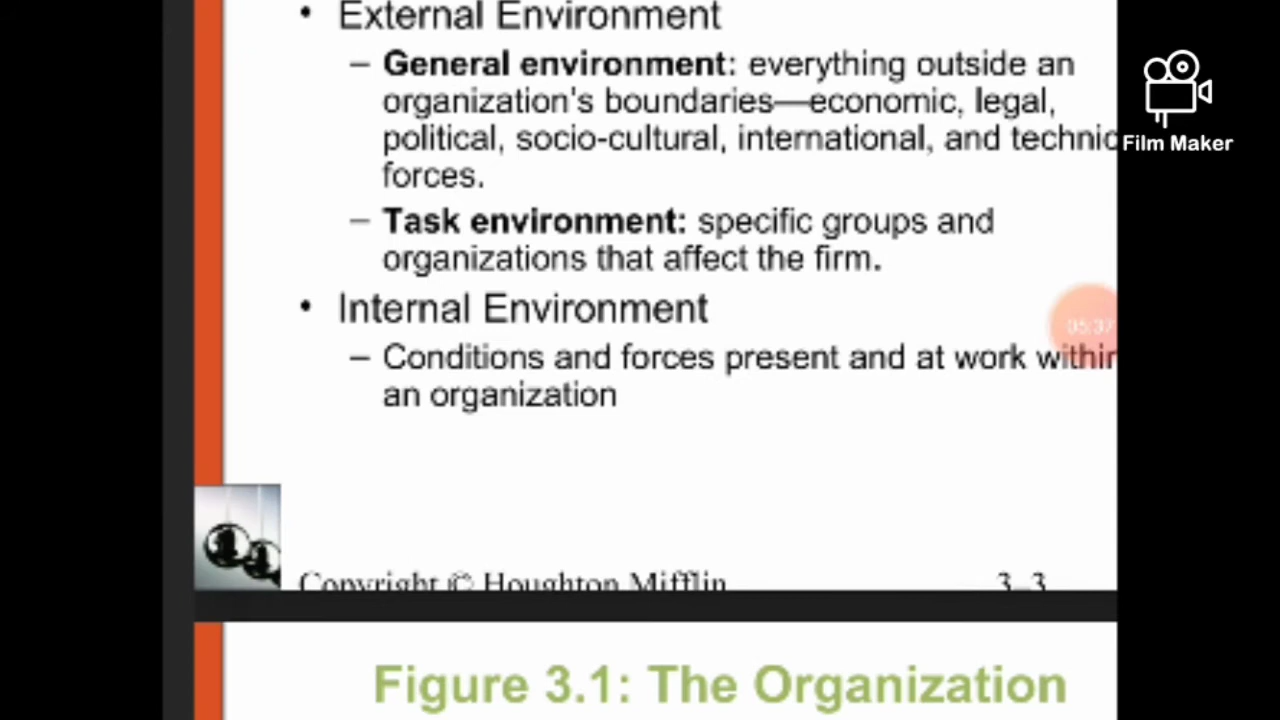 • External Environment
– General environment: everything outside an
organization's boundaries—economic, legal,
political, socio-cultural, international, and technic
forces.
– Task environment: specific groups and
organizations that affect the firm.
• Internal Environment
– Conditions and forces present and at work within
an organization
Copyright © Houghton Mifflin
3–3
Figure 3.1: The Organization
Film Maker
05:37